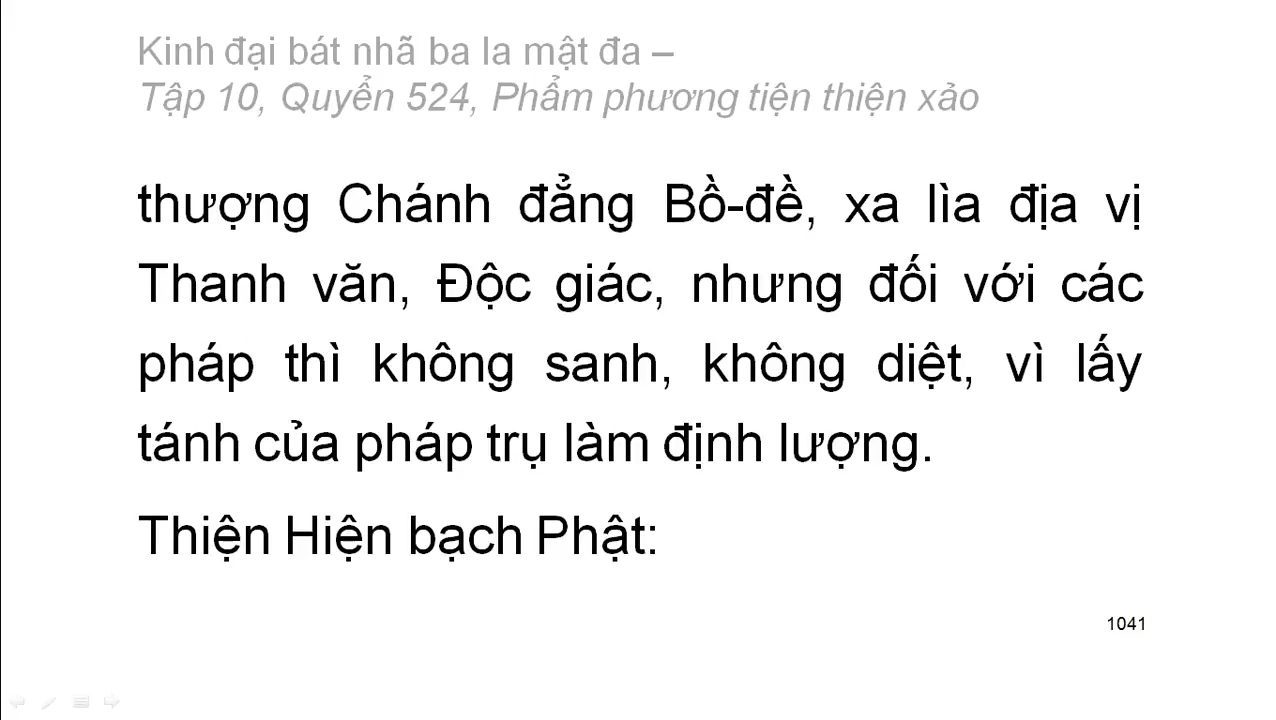 Kinh đại bát nhã ba la mật đa –
Tập 10, Quyển 524, Phẩm phương tiện thiện xảo
thượng Chánh đẳng Bồ-đề, xa lìa địa vị
Thanh văn, Độc giác, nhưng đối với các
pháp thì không sanh, không diệt, vì lấy
tánh của pháp trụ làm định lượng.
Thiện Hiện bạch Phật:
1041